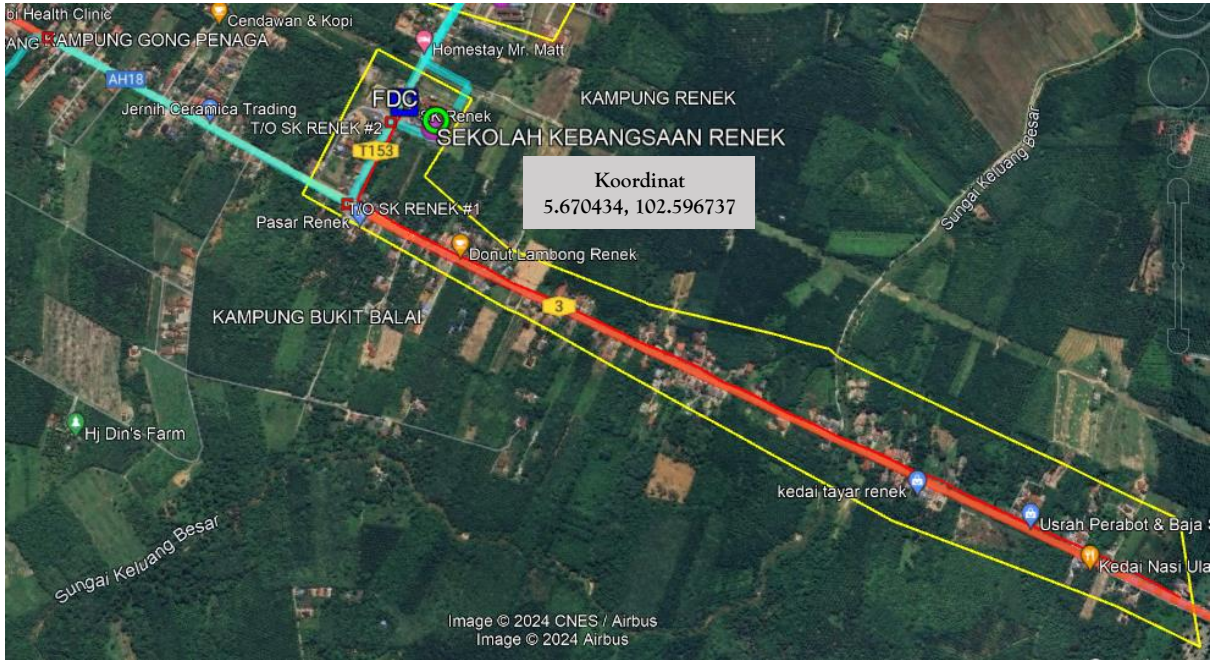 bi Health Clinic
Cendawan & Kopi
TANG
KAMPUNG GONG PENAGA
Homestay Mr. Matt
AH18
Jernih Ceramica Trading
FDC
SK Renek
KAMPUNG RENEK
T/O SK RENEK #2
SEKOLAH KEBANGSAAN RENEK
T153
Koordinat
5.670434, 102.596737
Sungai Keluang Besar
T/O SK RENEK #1
Pasar Renek
Donut Lambong Renek
3
KAMPUNG BUKIT BALAI
Hj Din's Farm
kedai tayar renek
Usrah Perabot & Baja S
Kedai Nasi Ula
Sungai Keluang Besar
Image © 2024 CNES / Airbus
Image © 2024 Airbus